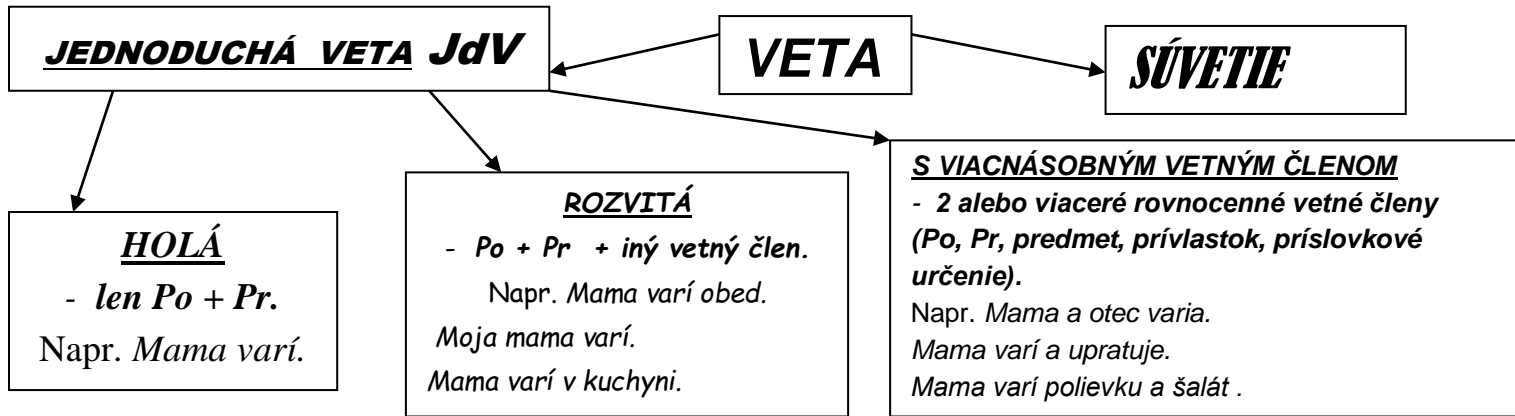 JEDNODUCHÁ VETA JdV
VETA
SÚVETIE
HOLÁ
- len Po + Pr.
Napr. Mama varí.
ROZVITÁ
- Po + Pr + iný vetný člen.
Napr. Mama varí obed.
Moja mama varí.
Mama varí v kuchyni.
S VIACNÁSOBNÝM VETNÝM ČLENOM
- 2 alebo viaceré rovnocenné vetné členy
(Po, Pr, predmet, prívlastok, príslovkové
určenie).
Napr. Mama a otec varia.
Mama varí a upratuje.
Mama varí polievku a šalát .